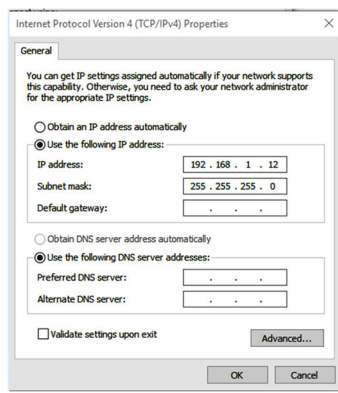 Internet Protocol Version 4 (TCP/IPv4) Properties
General
You can get IP settings assigned automatically if your network supports
this capability. Otherwise, you need to ask your network administrator
for the appropriate IP settings.
Obtain an IP address automatically
Use the following IP address:
IP address: 192 . 168 . 1 . 12
Subnet mask: 255 . 255 . 255 . 0
Default gateway: . . .
Obtain DNS server address automatically
Use the following DNS server addresses:
Preferred DNS server: . . .
Alternate DNS server: . . .
Validate settings upon exit
Advanced...
OK Cancel